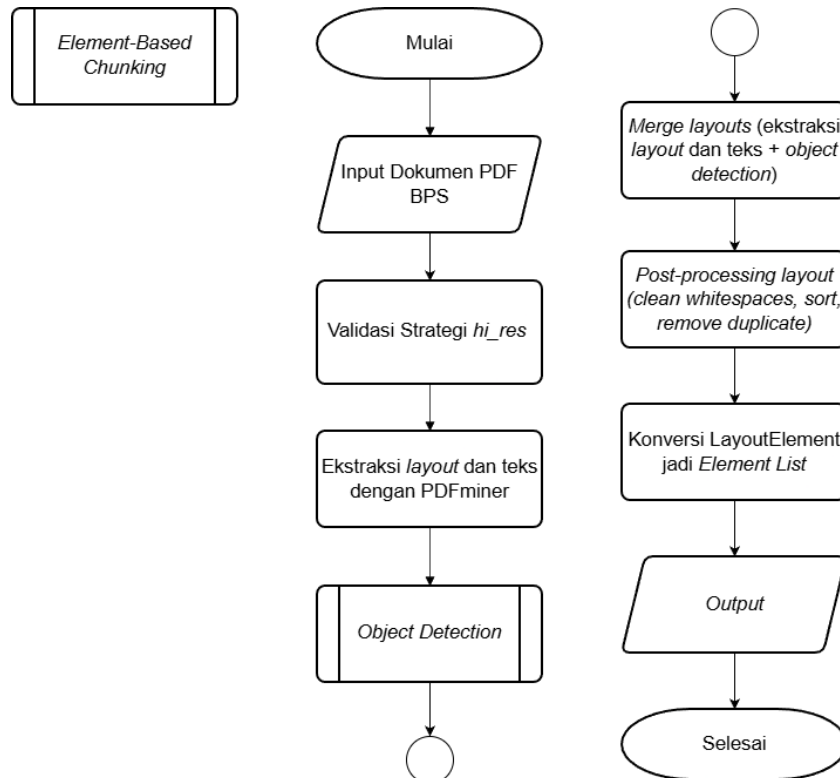 Element-Based
Chunking
Mulai
Input Dokumen PDF
BPS
Validasi Strategi hi_res
Ekstraksi layout dan teks
dengan PDFminer
Object Detection
Merge layouts (ekstraksi
layout dan teks + object
detection)
Post-processing layout
(clean whitespaces, sort,
remove duplicate)
Konversi LayoutElement
jadi Element List
Output
Selesai